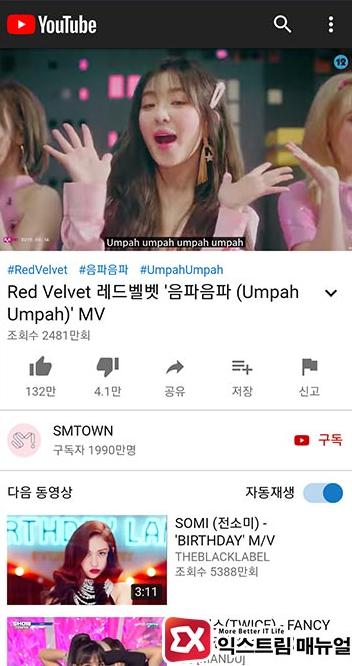 YouTube
12
2019. 08. 14
Umpah umpah umpah umpah
#RedVelvet #음파음파 #UmpahUmpah
Red Velvet 레드벨벳 '음파음파 (Umpah
Umpah)' MV
조회수 2481만회
132만 4.1만 공유 저장 신고
SMTOWN
구독자 1990만명
구독
다음 동영상 자동재생
BIRTHDAY LA
SOMI (전소미) -
'BIRTHDAY' M/V
THEBLACKLABEL
조회수 5388만회
3:11
(TWICE) - FANCY
More Better IT Life
익스트림 매뉴얼